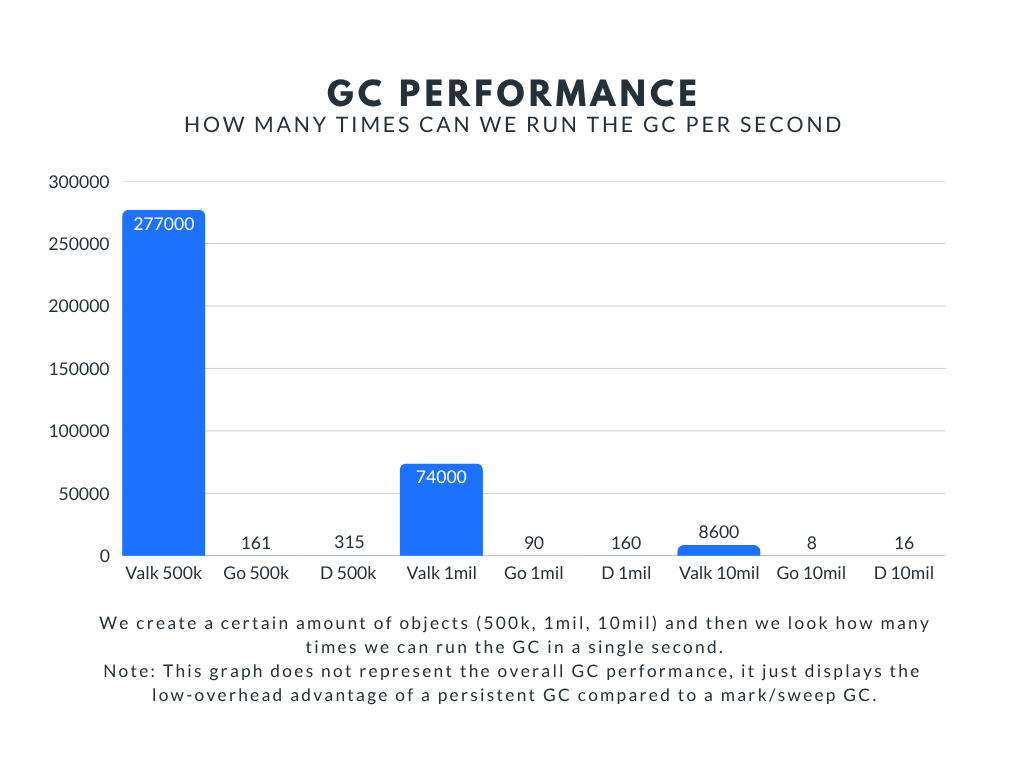 GC PERFORMANCE
HOW MANY TIMES CAN WE RUN THE GC PER SECOND
300000
277000
250000
200000
150000
100000
74000
50000
8600
161
315
90
160
8
16
0
Valk 500k
Go 500k
D 500k
Valk 1mil
Go 1mil
D 1mil
Valk 10mil
Go 10mil
D 10mil
We create a certain amount of objects (500k, 1mil, 10mil) and then we look how many
times we can run the GC in a single second.
Note: This graph does not represent the overall GC performance, it just displays the
low-overhead advantage of a persistent GC compared to a mark/sweep GC.